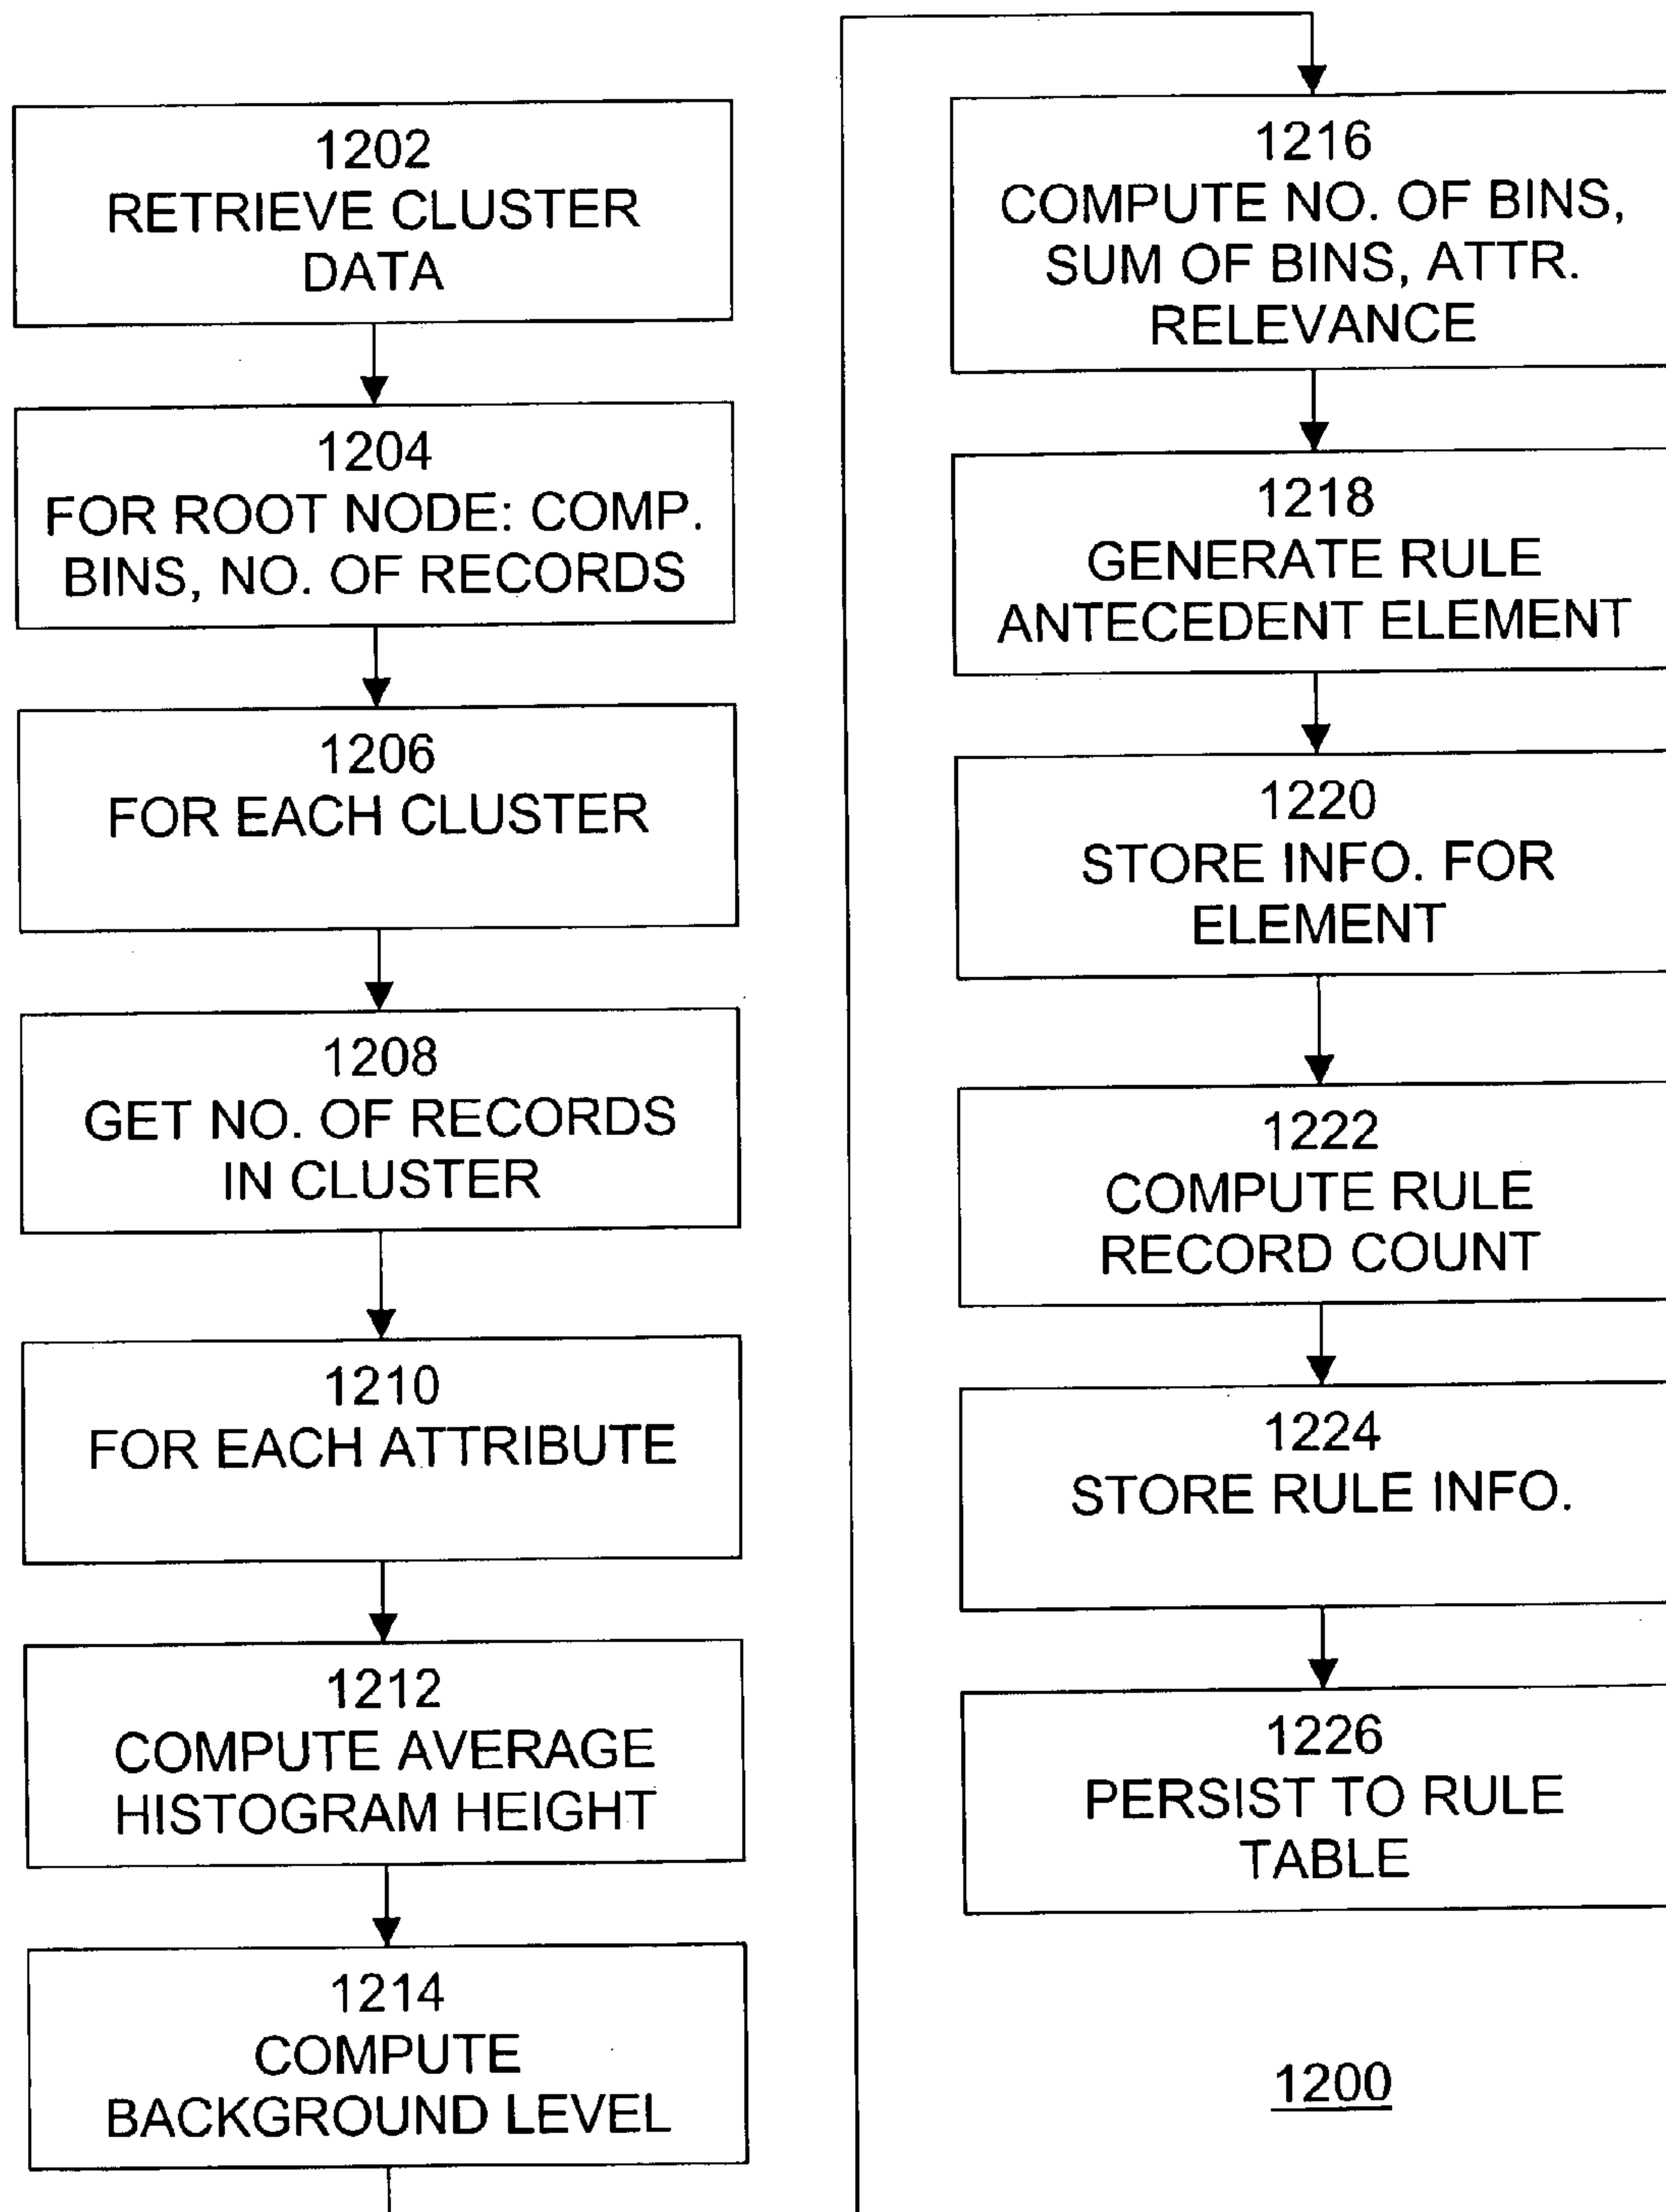 1202
RETRIEVE CLUSTER
DATA
1204
FOR ROOT NODE: COMP.
BINS, NO. OF RECORDS
1206
FOR EACH CLUSTER
1208
GET NO. OF RECORDS
IN CLUSTER
1210
FOR EACH ATTRIBUTE
1212
COMPUTE AVERAGE
HISTOGRAM HEIGHT
1214
COMPUTE
BACKGROUND LEVEL
1216
COMPUTE NO. OF BINS,
SUM OF BINS, ATTR.
RELEVANCE
1218
GENERATE RULE
ANTECEDENT ELEMENT
1220
STORE INFO. FOR
ELEMENT
1222
COMPUTE RULE
RECORD COUNT
1224
STORE RULE INFO.
1226
PERSIST TO RULE
TABLE
1200